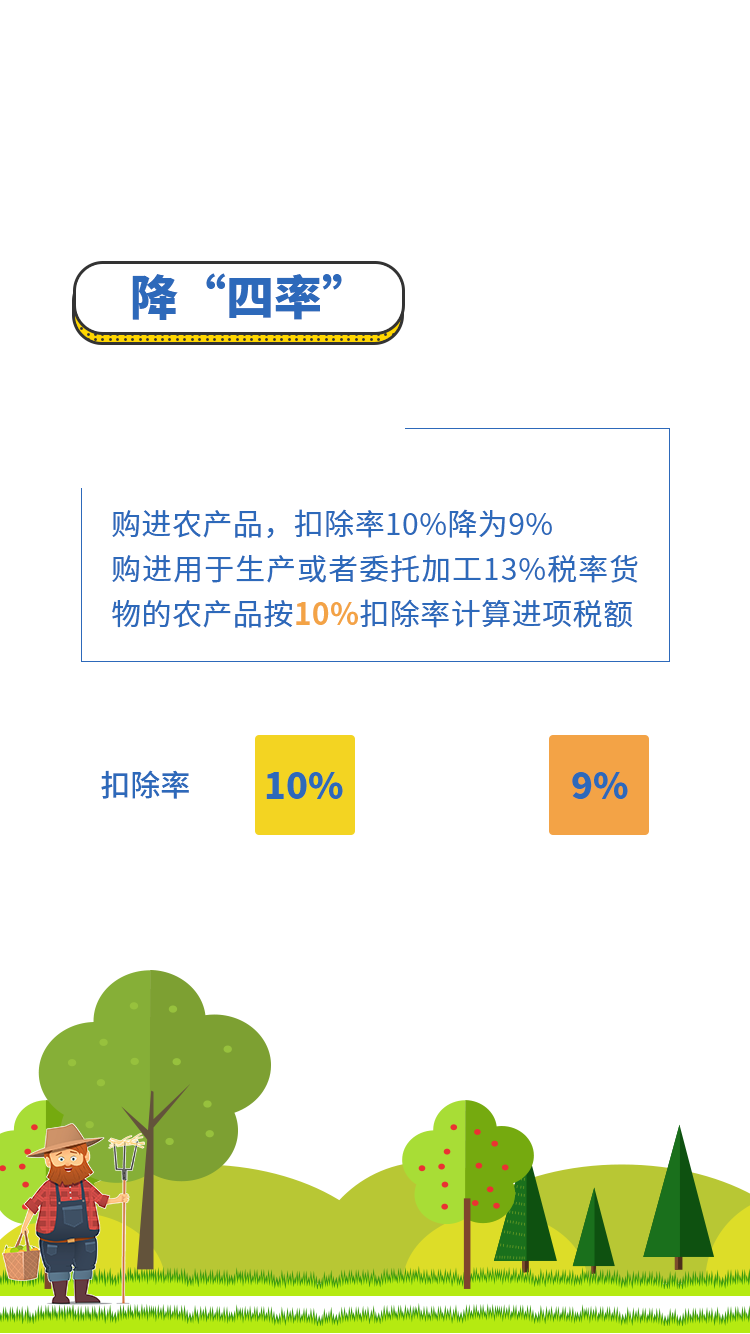 降“四率”
购进农产品，扣除率10%降为9%
购进用于生产或者委托加工13%税率货
物的农产品按10%扣除率计算进项税额
扣除率 10% 9%